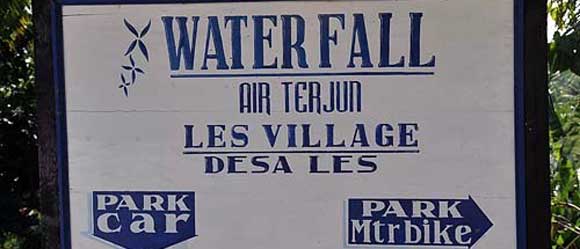 WATERFALL
AIR TERJUN
LES VILLAGE
DESA LES
PARK
car
PARK
Mtrbike